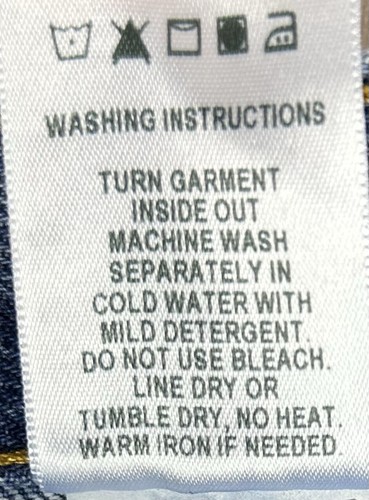 WASHING INSTRUCTIONS
TURN GARMENT
INSIDE OUT
MACHINE WASH
SEPARATELY IN
COLD WATER WITH
MILD DETERGENT.
DO NOT USE BLEACH.
LINE DRY OR
TUMBLE DRY, NO HEAT.
WARM IRON IF NEEDED.